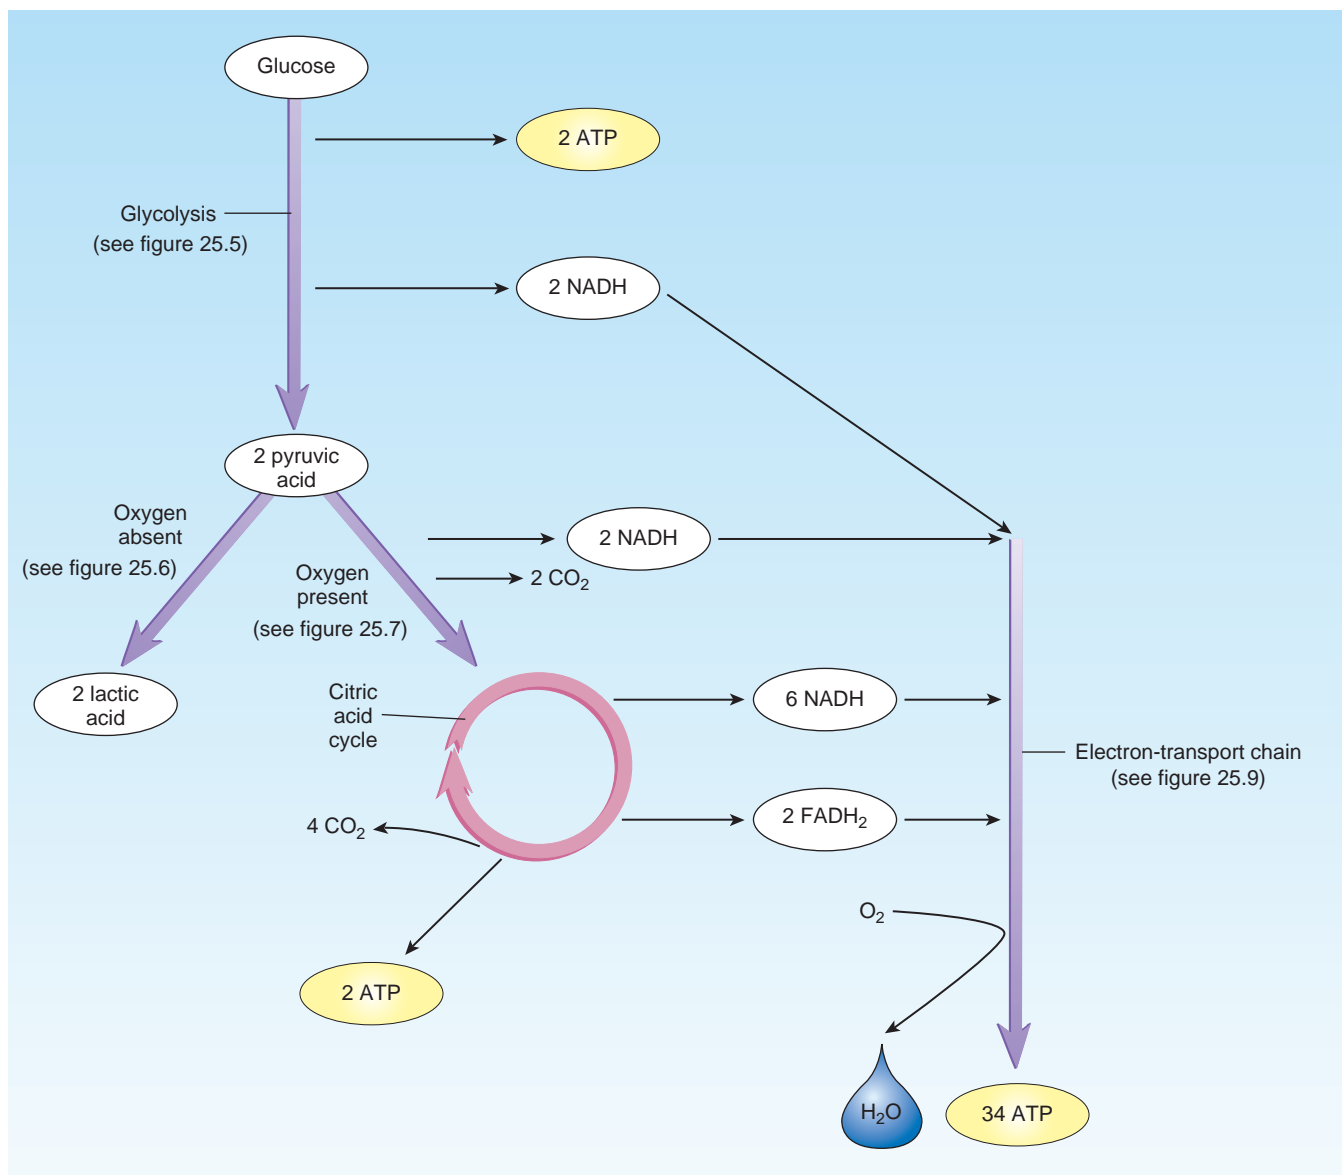 Glucose
2 ATP
Glycolysis
(see figure 25.5)
2 NADH
2 pyruvic
acid
Oxygen
absent
(see figure 25.6)
2 NADH
2 CO₂
Oxygen
present
(see figure 25.7)
2 lactic
acid
Citric
acid
cycle
6 NADH
Electron-transport chain
(see figure 25.9)
2 FADH₂
4 CO₂
O₂
2 ATP
H₂O
34 ATP